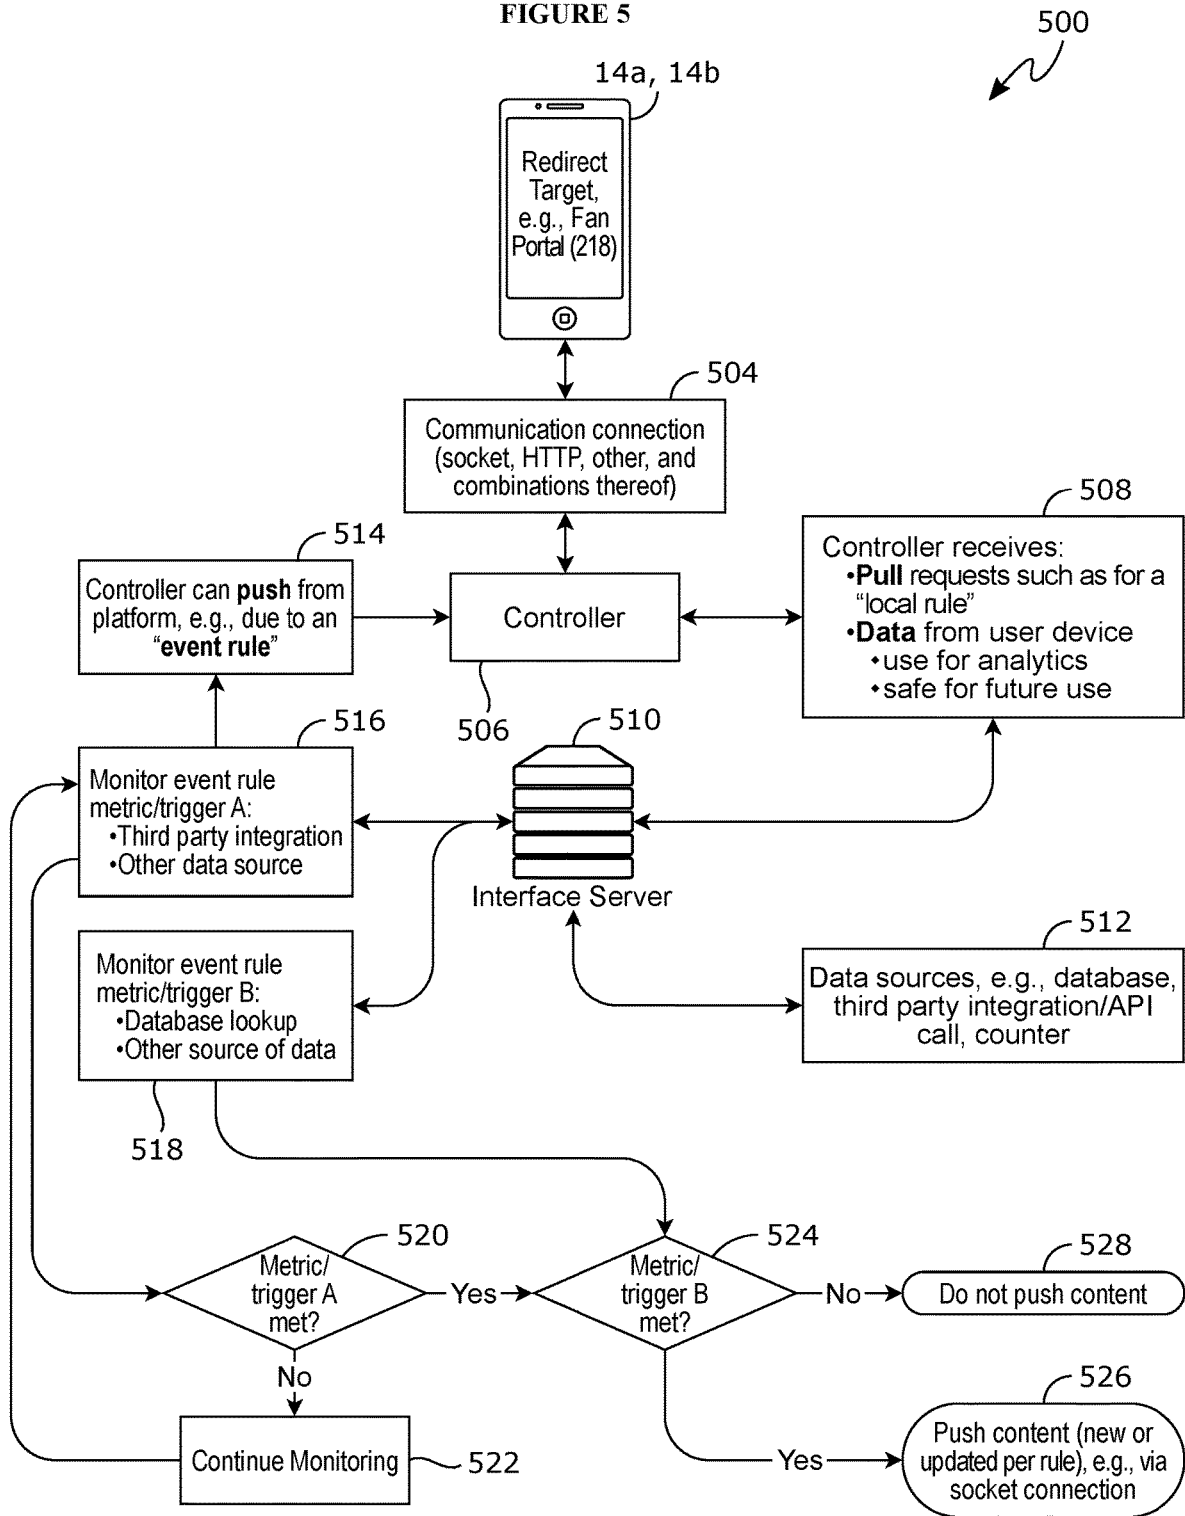 FIGURE 5
500
14a, 14b
Redirect
Target,
e.g., Fan
Portal (218)
504
Communication connection
(socket, HTTP, other, and
combinations thereof)
508
Controller receives:
•Pull requests such as for a
“local rule”
•Data from user device
•use for analytics
•safe for future use
514
Controller can push from
platform, e.g., due to an
“event rule”
Controller
506
516
Monitor event rule
metric/trigger A:
•Third party integration
•Other data source
510
Interface Server
512
Data sources, e.g., database,
third party integration/API
call, counter
Monitor event rule
metric/trigger B:
•Database lookup
•Other source of data
518
520
Metric/
trigger A
met?
Yes
524
Metric/
trigger B
met?
No
528
Do not push content
No
Continue Monitoring
522
Yes
526
Push content (new or
updated per rule), e.g., via
socket connection